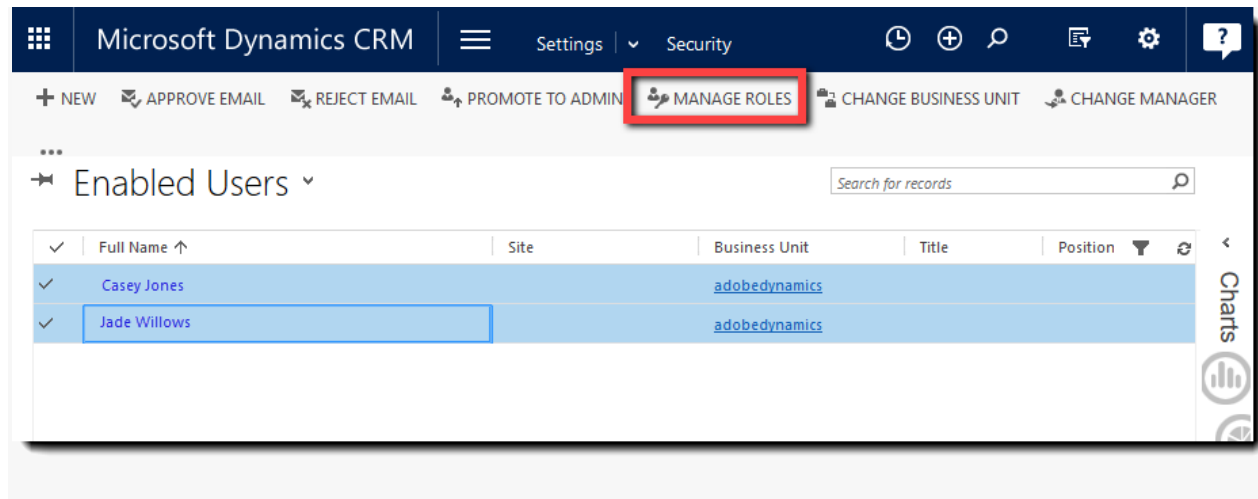 Microsoft Dynamics CRM Settings Security ?
NEW APPROVE EMAIL REJECT EMAIL PROMOTE TO ADMIN MANAGE ROLES CHANGE BUSINESS UNIT CHANGE MANAGER
...
Enabled Users Search for records
Full Name Site Business Unit Title Position
Casey Jones adobedynamics
Jade Willows adobedynamics
Charts